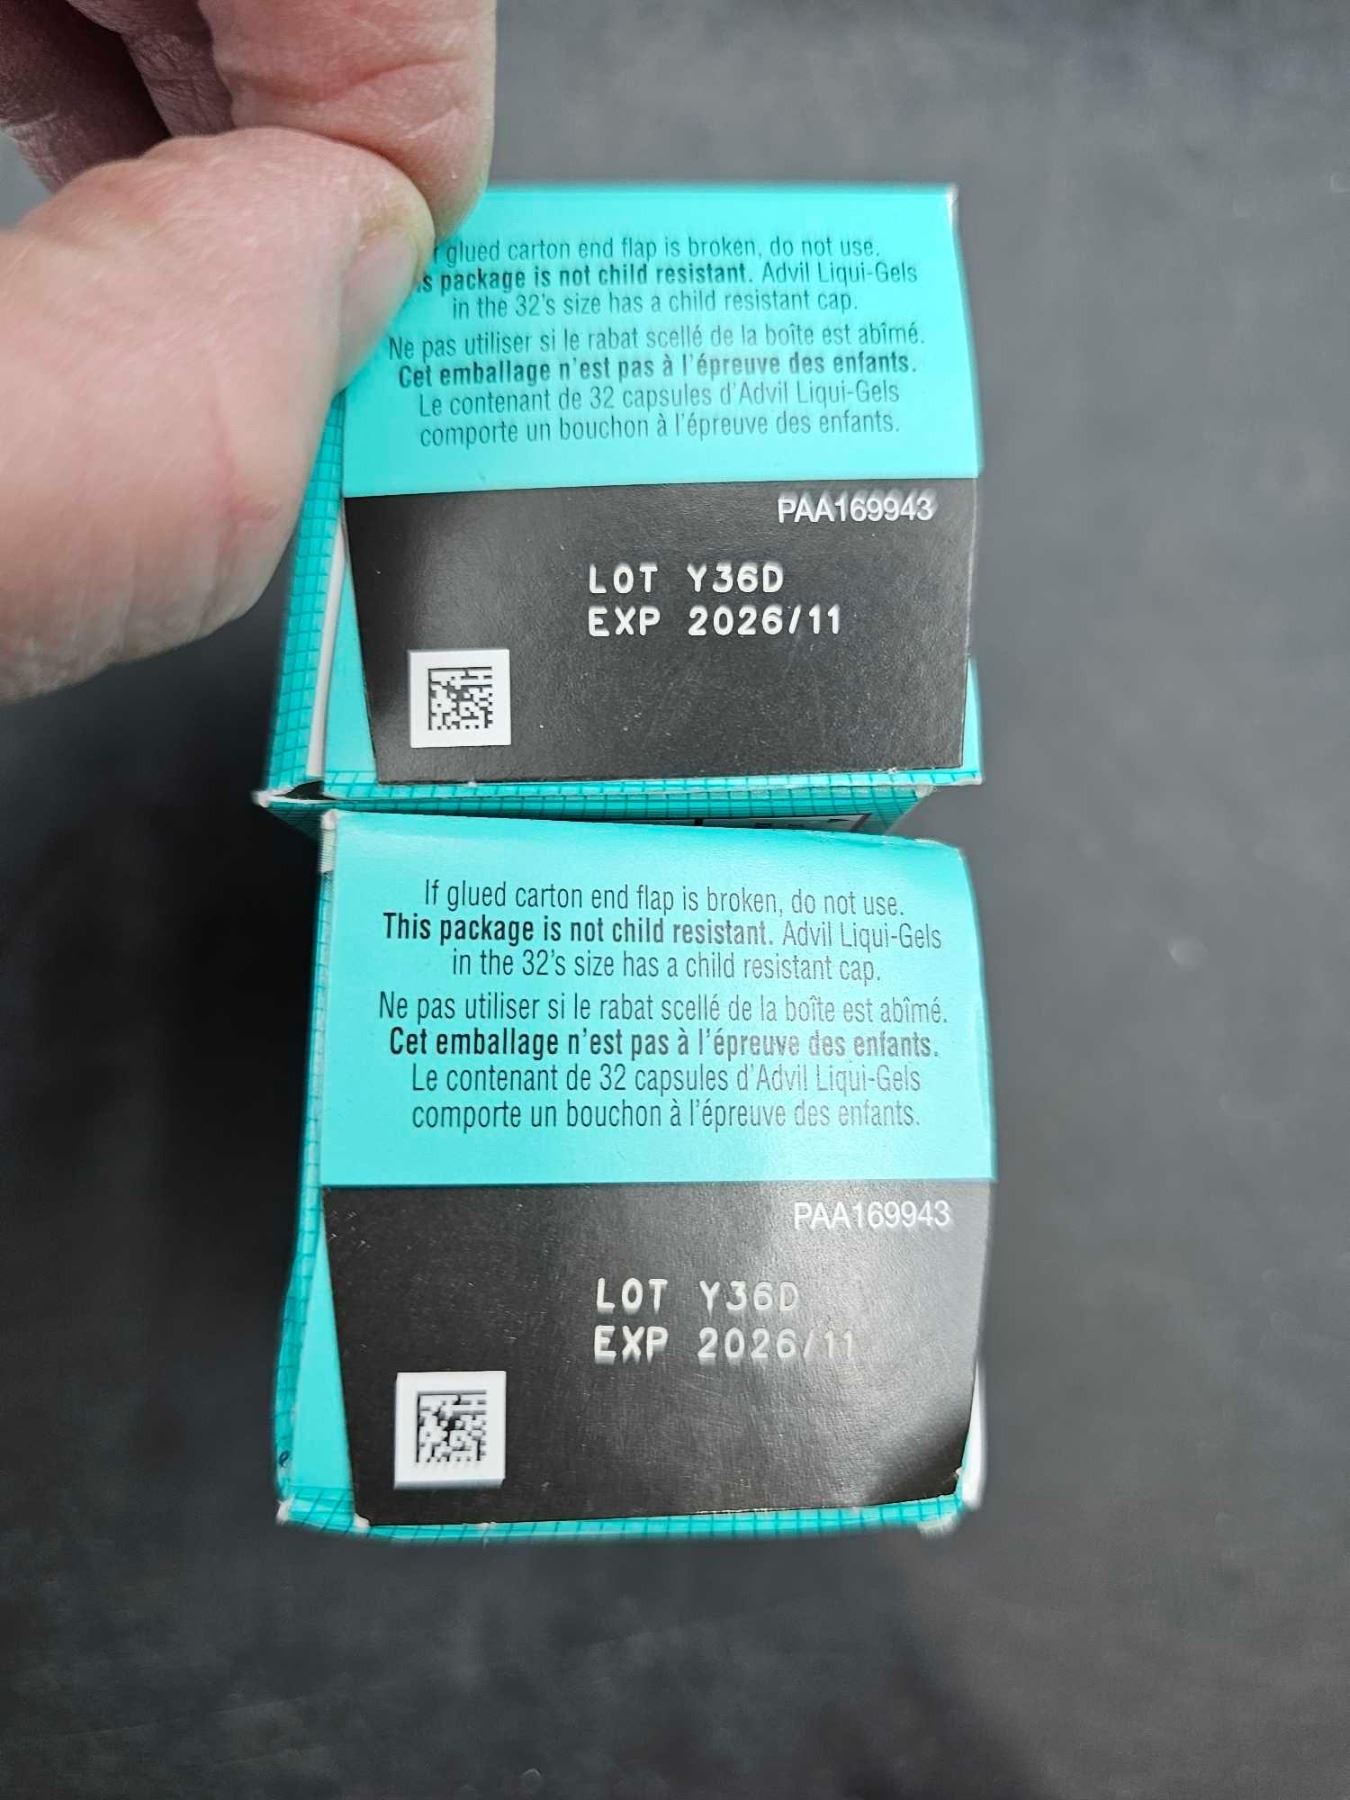 glued carton end flap is broken, do not use.
package is not child resistant. Advil Liqui-Gels
in the 32's size has a child resistant cap.
Ne pas utiliser si le rabat scellé de la boîte est abîmé.
Cet emballage n'est pas à l'épreuve des enfants.
Le contenant de 32 capsules d'Advil Liqui-Gels
comporte un bouchon à l'épreuve des enfants.
PAA169943
LOT Y36D
EXP 2026/11
If glued carton end flap is broken, do not use.
This package is not child resistant. Advil Liqui-Gels
in the 32's size has a child resistant cap.
Ne pas utiliser si le rabat scellé de la boîte est abîmé.
Cet emballage n'est pas à l'épreuve des enfants.
Le contenant de 32 capsules d'Advil Liqui-Gels
comporte un bouchon à l'épreuve des enfants.
PAA169943
LOT Y36D
EXP 2026/11